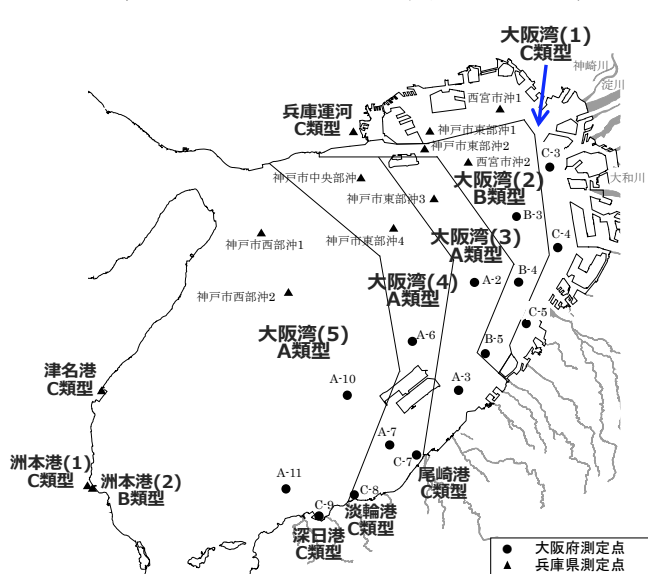 大阪湾(1)
C類型
神崎川
淀川
西宮市沖1
兵庫運河
C類型
神戸市東部沖1
神戸市東部沖2
西宮市沖2
C-3
大和川
神戸市中央部沖
大阪湾(2)
B類型
神戸市東部沖3
B-3
神戸市西部沖1
神戸市東部沖4
大阪湾(3)
A類型
C-4
大阪湾(4)
A類型
A-2
B-4
神戸市西部沖2
C-5
大阪湾(5)
A類型
A-6
B-5
津名港
C類型
A-10
A-3
A-7
C-7
洲本港(1)
C類型
洲本港(2)
B類型
A-11
尾崎港
C類型
C-8
淡輪港
C類型
C-9
深日港
C類型
大阪府測定点
兵庫県測定点